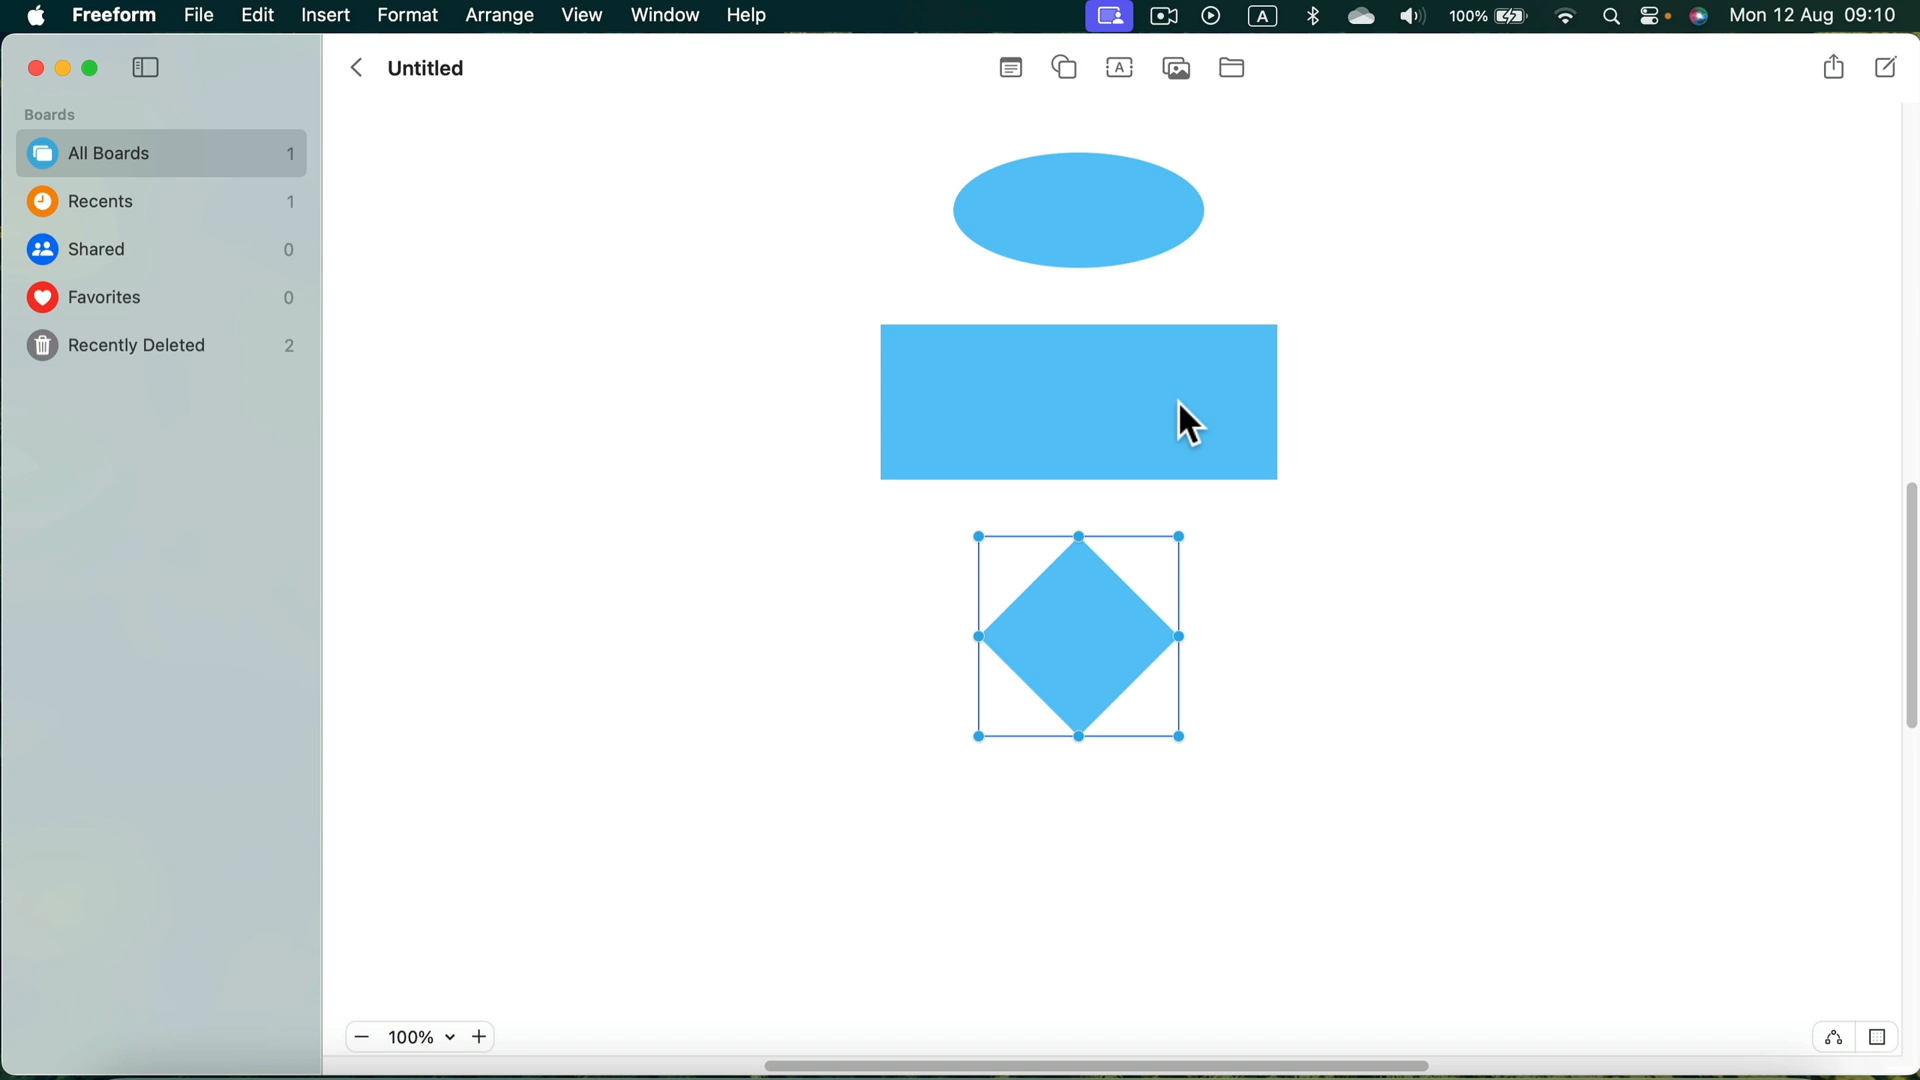 Freeform File Edit Insert Format Arrange View Window Help A 100% Mon 12 Aug 09:10
Untitled
A
Boards
All Boards 1
Recents 1
Shared 0
Favorites 0
Recently Deleted 2
100%